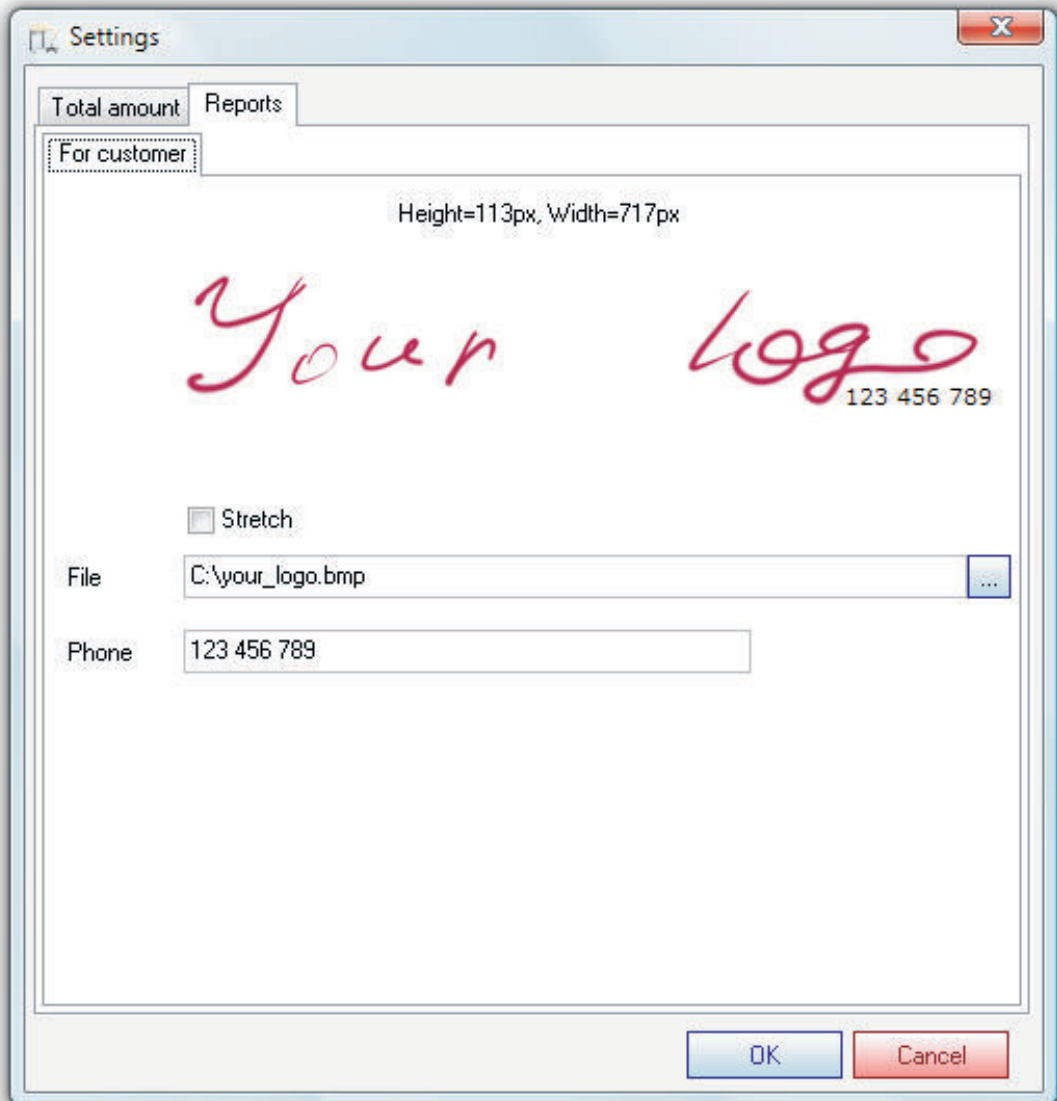 Settings
Total amount Reports
For customer
Height=113px, Width=717px
Your logo
123 456 789
Stretch
File C:\your_logo.bmp ...
Phone 123 456 789
OK Cancel